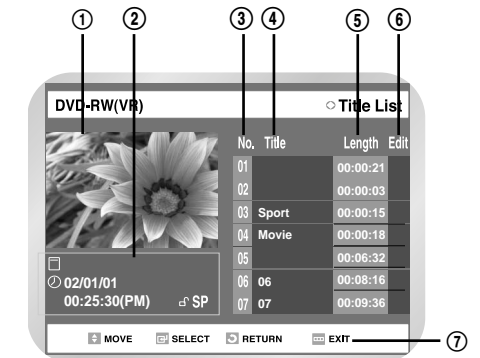 ① ② ③ ④ ⑤ ⑥
DVD-RW(VR) Title List
No. Title Length Edit
01 00:00:21
02 00:00:03
03 Sport 00:00:15
04 Movie 00:00:18
05 00:06:32
06 06 00:08:16
07 07 00:09:36
02/01/01
00:25:30(PM) SP
MOVE SELECT RETURN EXIT ⑦